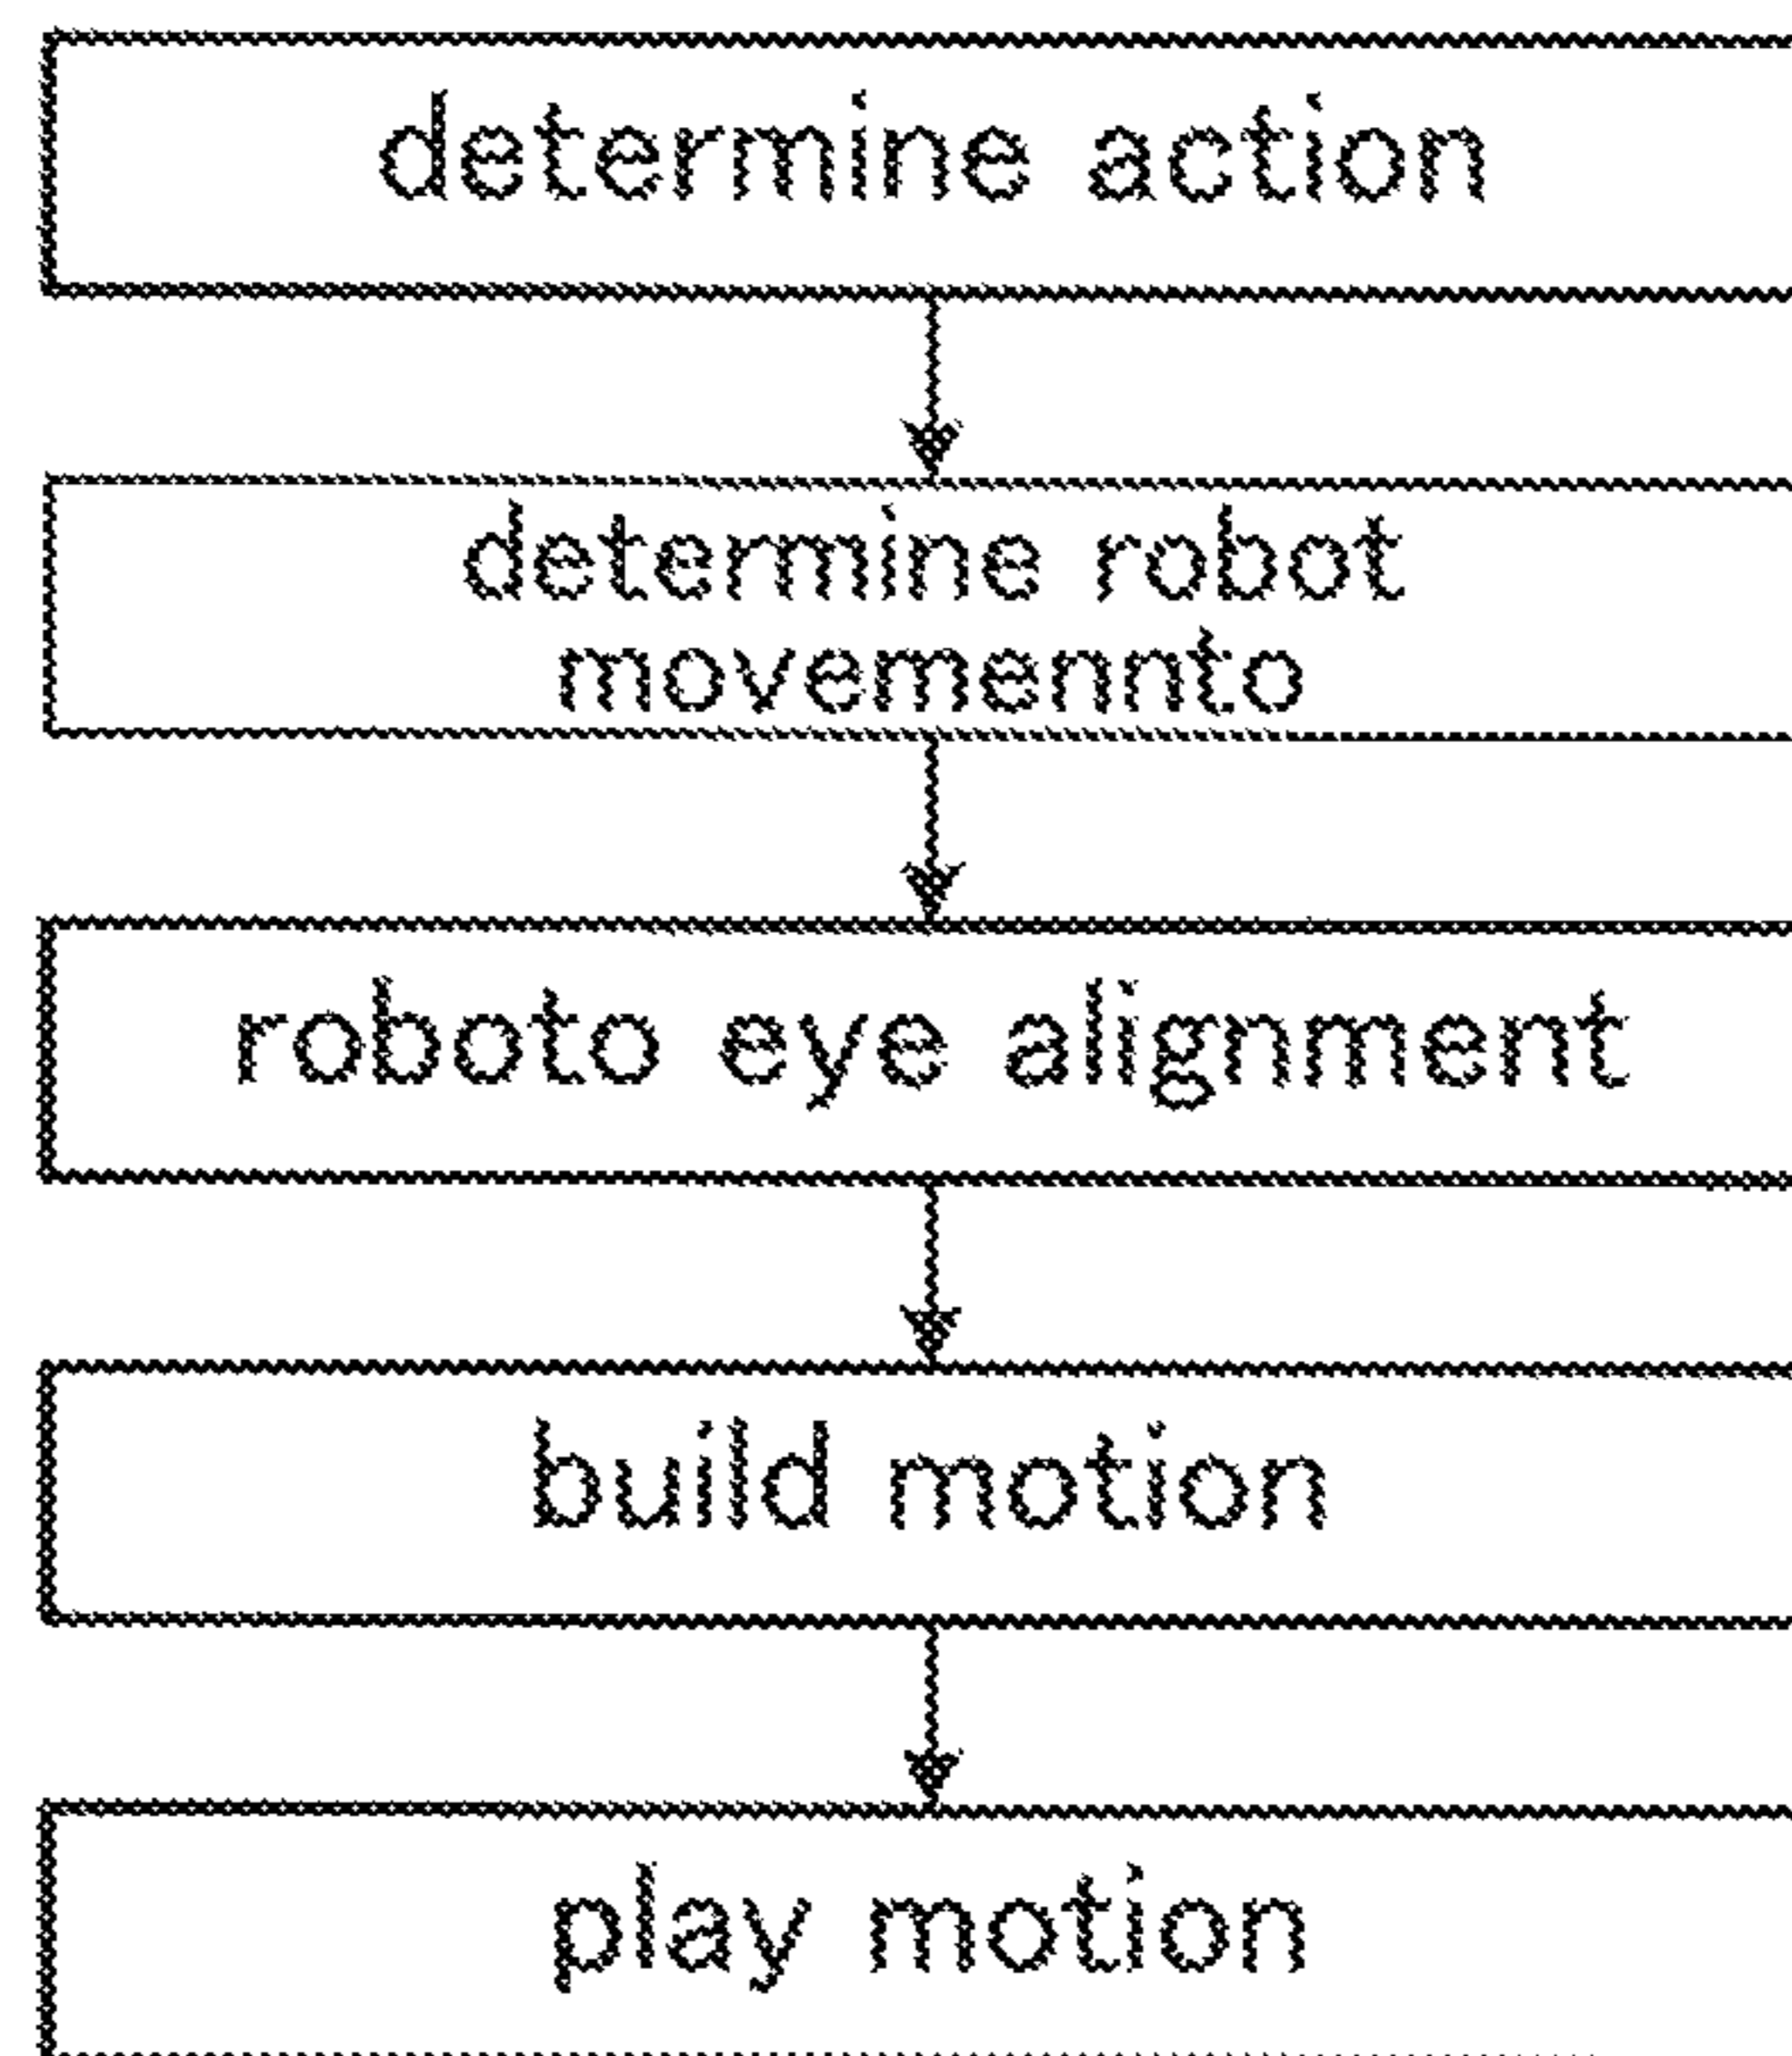 determine action
determine robot
movemennto
roboto eye alignment
build motion
play motion